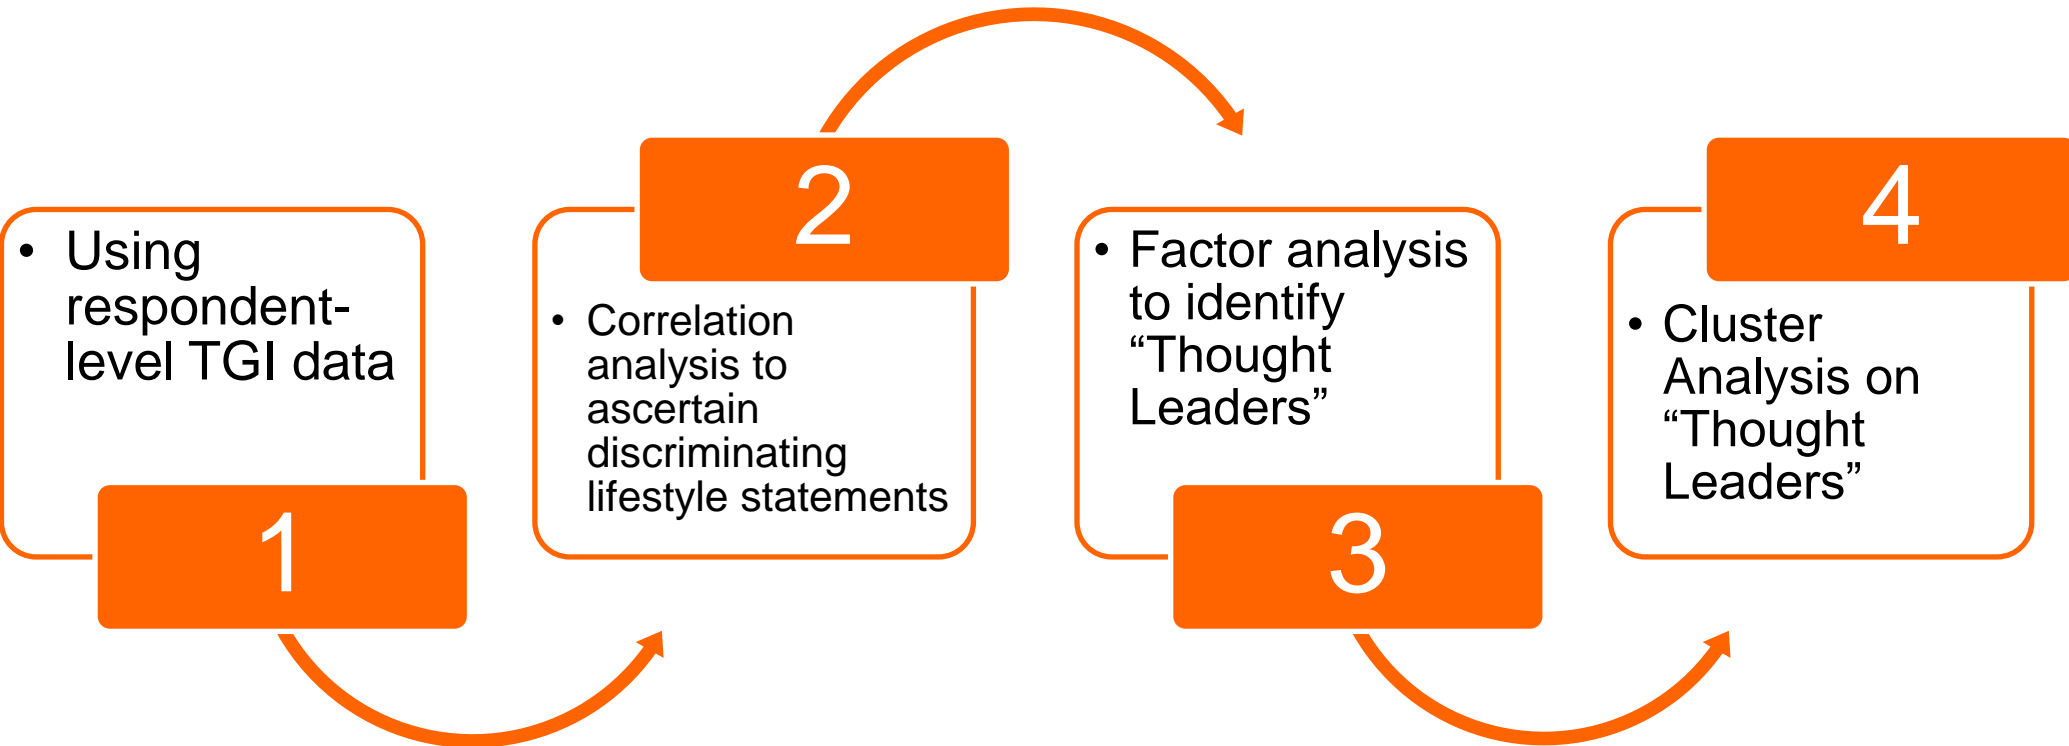 • Using
respondent-
level TGI data
1
2
• Correlation
analysis to
ascertain
discriminating
lifestyle statements
• Factor analysis
to identify
“Thought
Leaders”
3
4
• Cluster
Analysis on
“Thought
Leaders”